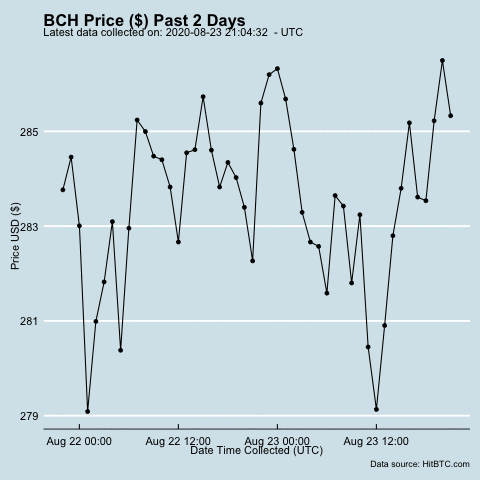 BCH Price ($) Past 2 Days
Latest data collected on: 2020-08-23 21:04:32  - UTC
Price USD ($)
285
283
281
279
Aug 22 00:00
Aug 22 12:00
Aug 23 00:00
Aug 23 12:00
Date Time Collected (UTC)
Data source: HitBTC.com